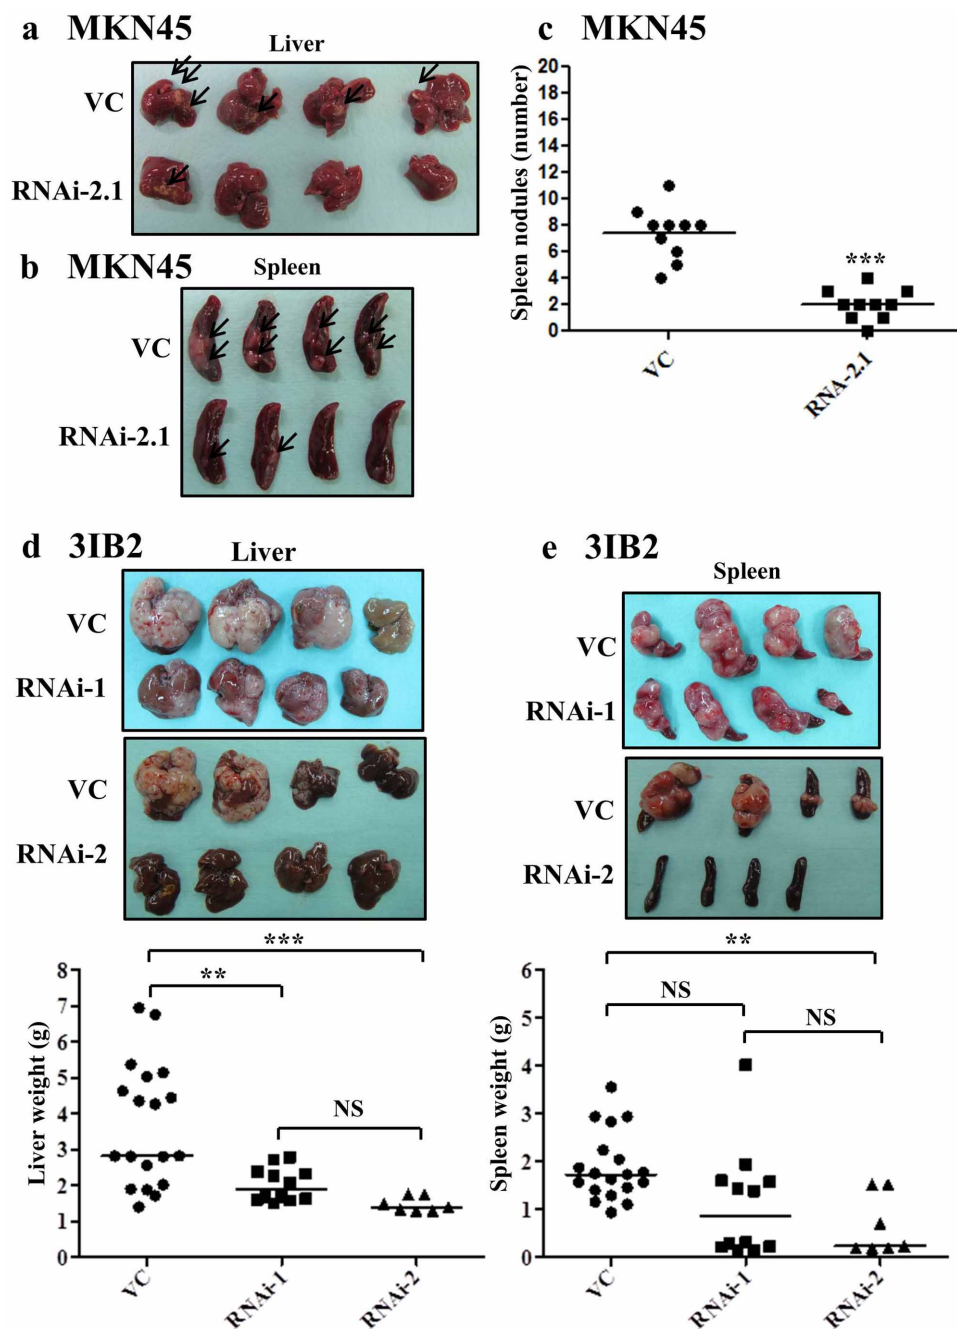 a MKN45
Liver
VC
RNAi-2.1
b MKN45
Spleen
VC
RNAi-2.1
c MKN45
Spleen nodules (number)
20
18
16
14
12
10
8
6
4
2
0
***
VC
RNA-2.1
d 3IB2
Liver
VC
RNAi-1
VC
RNAi-2
***
**
NS
Liver weight (g)
8
7
6
5
4
3
2
1
0
VC
RNAi-1
RNAi-2
e 3IB2
Spleen
VC
RNAi-1
VC
RNAi-2
**
NS
NS
Spleen weight (g)
6
5
4
3
2
1
0
VC
RNAi-1
RNAi-2